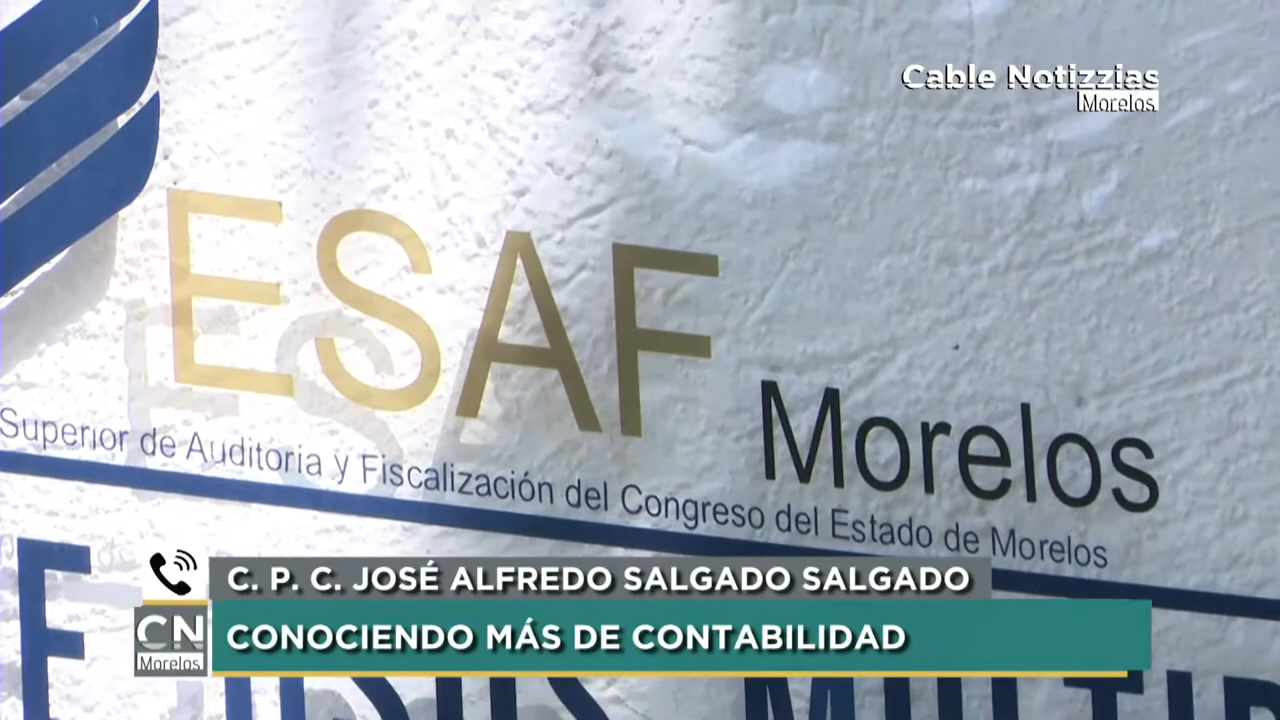 Cable Notizzias
Morelos
ESAF
Morelos
Superior de Auditoria y Fiscalización del Congreso del Estado de Morelos
C. P. C. JOSÉ ALFREDO SALGADO SALGADO
CN
Morelos
CONOCIENDO MÁS DE CONTABILIDAD